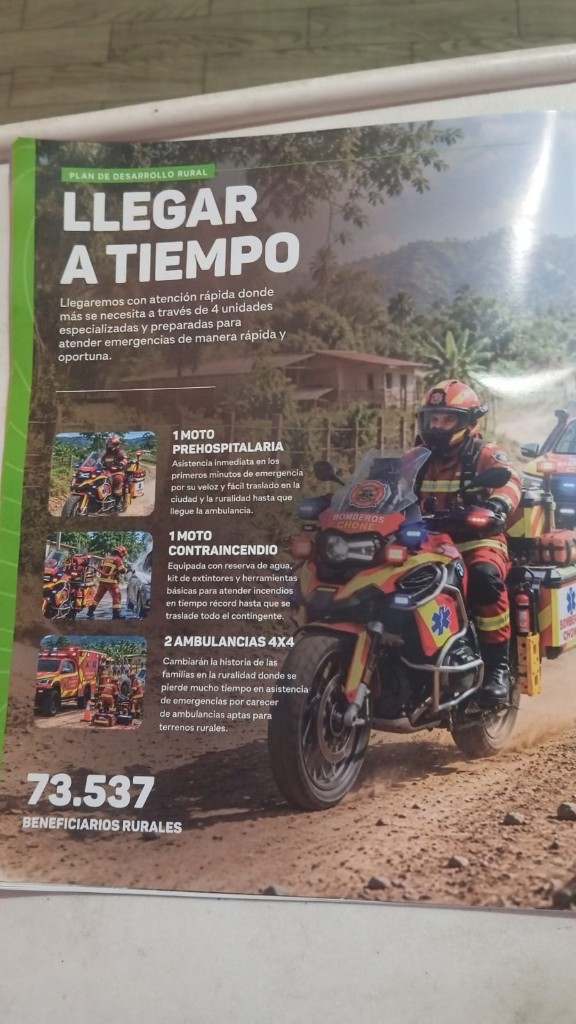 PLAN DE DESARROLLO RURAL
LLEGAR
A TIEMPO
Llegaremos con atención rápida donde
más se necesita a través de 4 unidades
especializadas y preparadas para
atender emergencias de manera rápida y
oportuna.
1 MOTO
PREHOSPITALARIA
Asistencia inmediata en los
primeros minutos de emergencia
por su veloz y fácil traslado en la
ciudad y la ruralidad hasta que
llegue la ambulancia.
1 MOTO
CONTRAINCENDIO
Equipada con reserva de agua,
kit de extintores y herramientas
básicas para atender incendios
en tiempo récord hasta que se
traslade todo el contingente.
2 AMBULANCIAS 4X4
Cambiarán la historia de las
familias en la ruralidad donde se
pierde mucho tiempo en asistencia
de emergencias por carecer
de ambulancias aptas para
terrenos rurales.
73.537
BENEFICIARIOS RURALES
BOMBEROS
CHONE